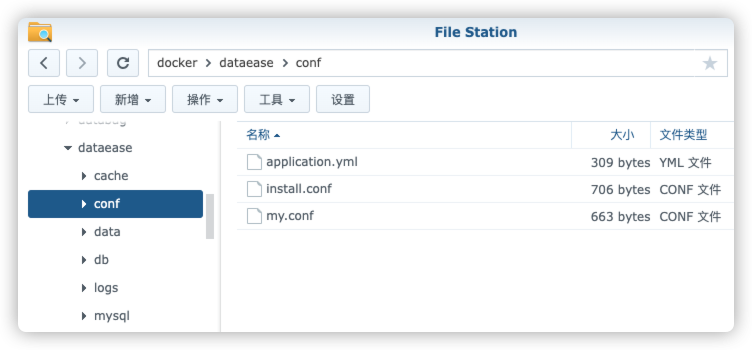 File Station
docker > dataease > conf
上传 新增 操作 工具 设置
dataease
cache
conf
data
db
logs
mysql
名称 大小 文件类型
application.yml 309 bytes YML 文件
install.conf 706 bytes CONF 文件
my.conf 663 bytes CONF 文件